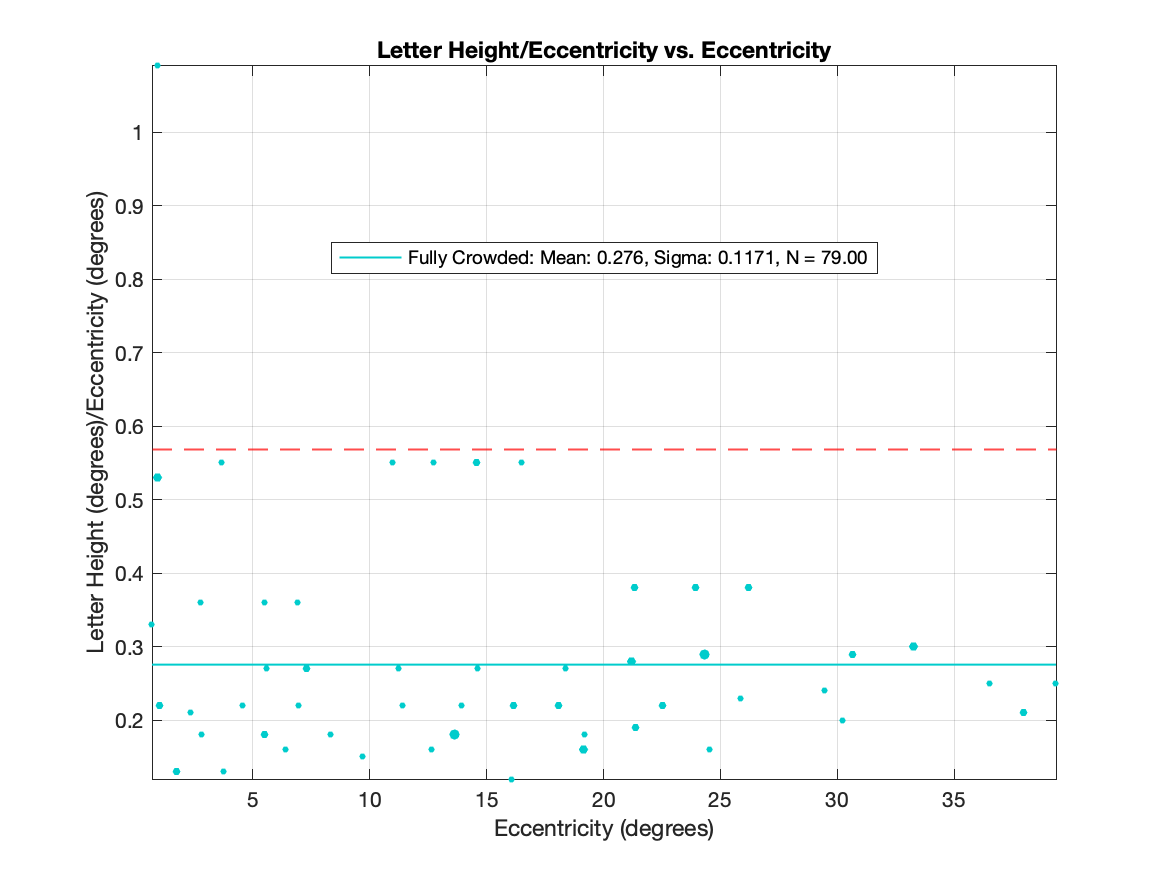 Letter Height/Eccentricity vs. Eccentricity
1
0.9
0.8
0.7
0.6
0.5
0.4
0.3
0.2
Letter Height (degrees)/Eccentricity (degrees)
Fully Crowded: Mean: 0.276, Sigma: 0.1171, N = 79.00
5 10 15 20 25 30 35
Eccentricity (degrees)